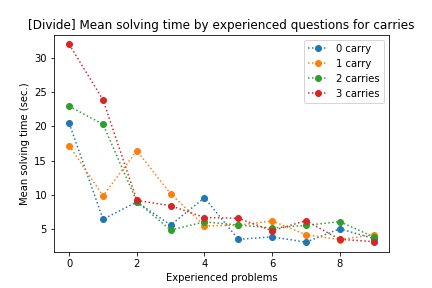 [Divide] Mean solving time by experienced questions for carries
Mean solving time (sec.)
30
25
20
15
10
5
0 carry
1 carry
2 carries
3 carries
0 2 4 6 8
Experienced problems